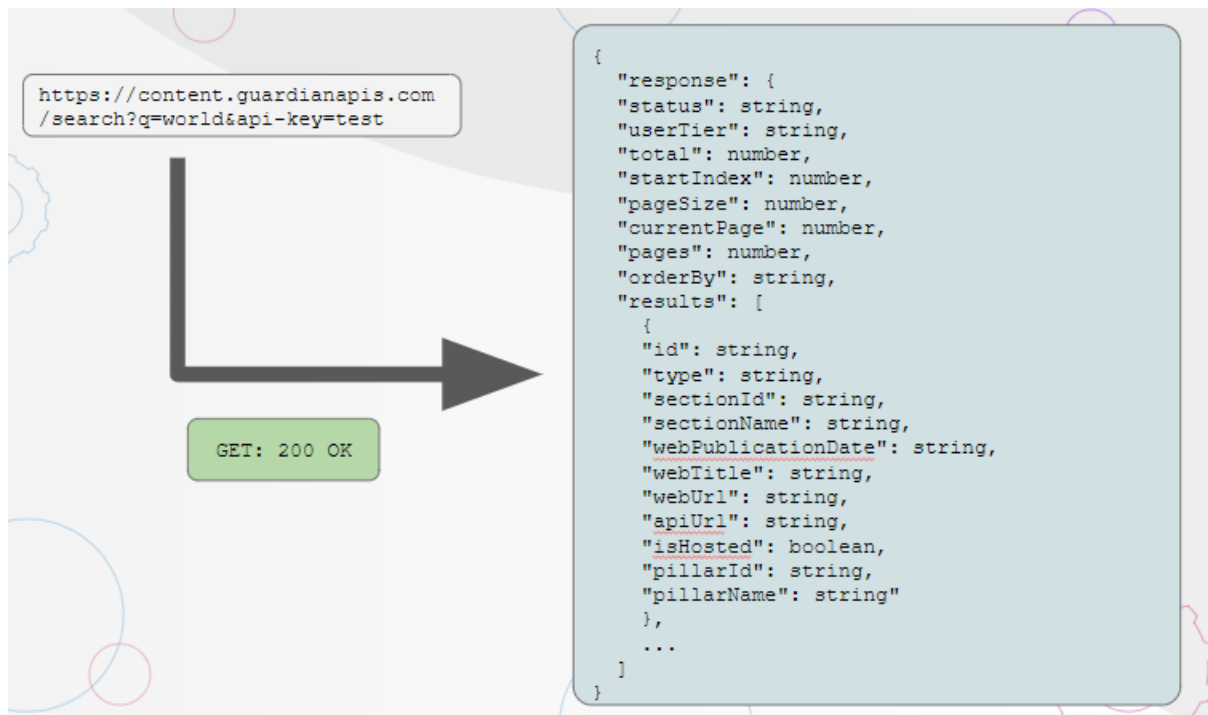 https://content.guardianapis.com
/search?q=world&api-key=test
GET: 200 OK
{
"response": {
"status": string,
"userTier": string,
"total": number,
"startIndex": number,
"pageSize": number,
"currentPage": number,
"pages": number,
"orderBy": string,
"results": [
{
"id": string,
"type": string,
"sectionId": string,
"sectionName": string,
"webPublicationDate": string,
"webTitle": string,
"webUrl": string,
"apiUrl": string,
"isHosted": boolean,
"pillarId": string,
"pillarName": string"
},
...
]
}